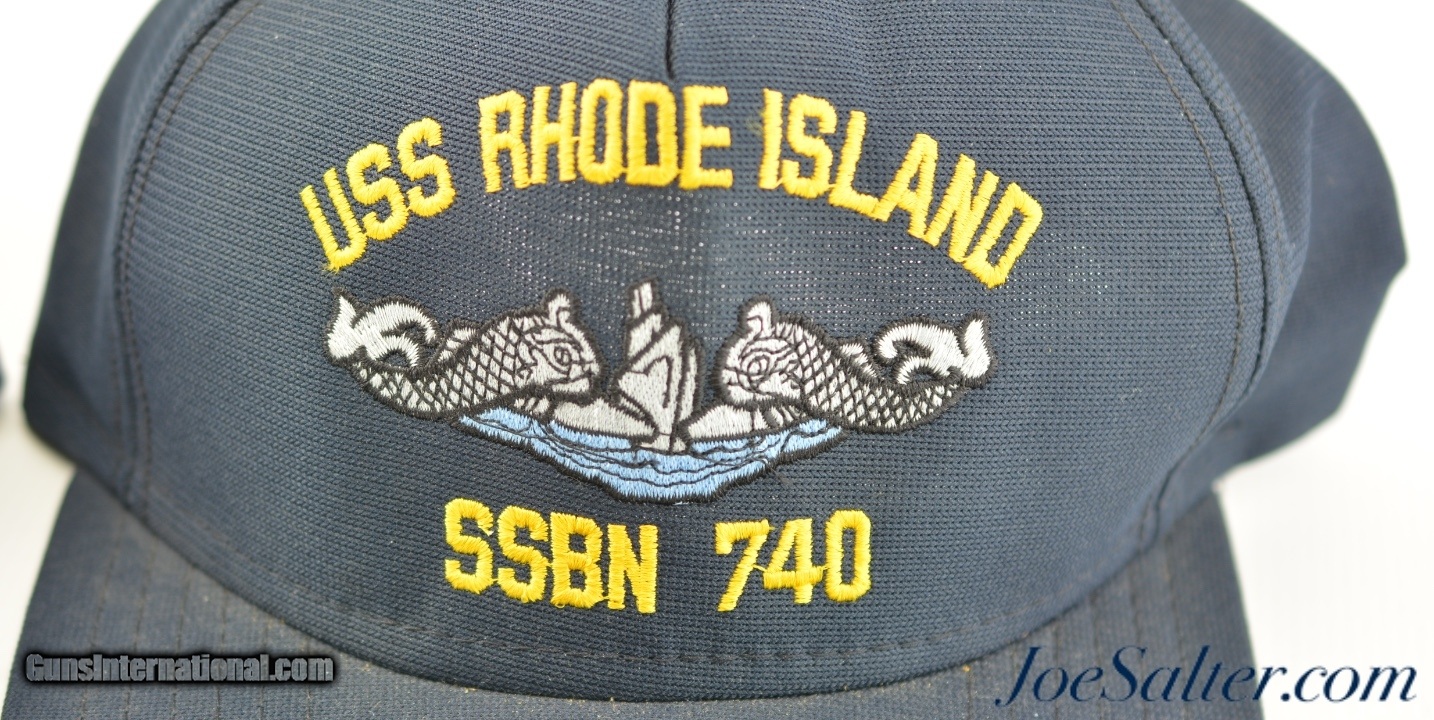 USS RHODE ISLAND
SSBN 740
GunsInternational.com
JoeSalter.com